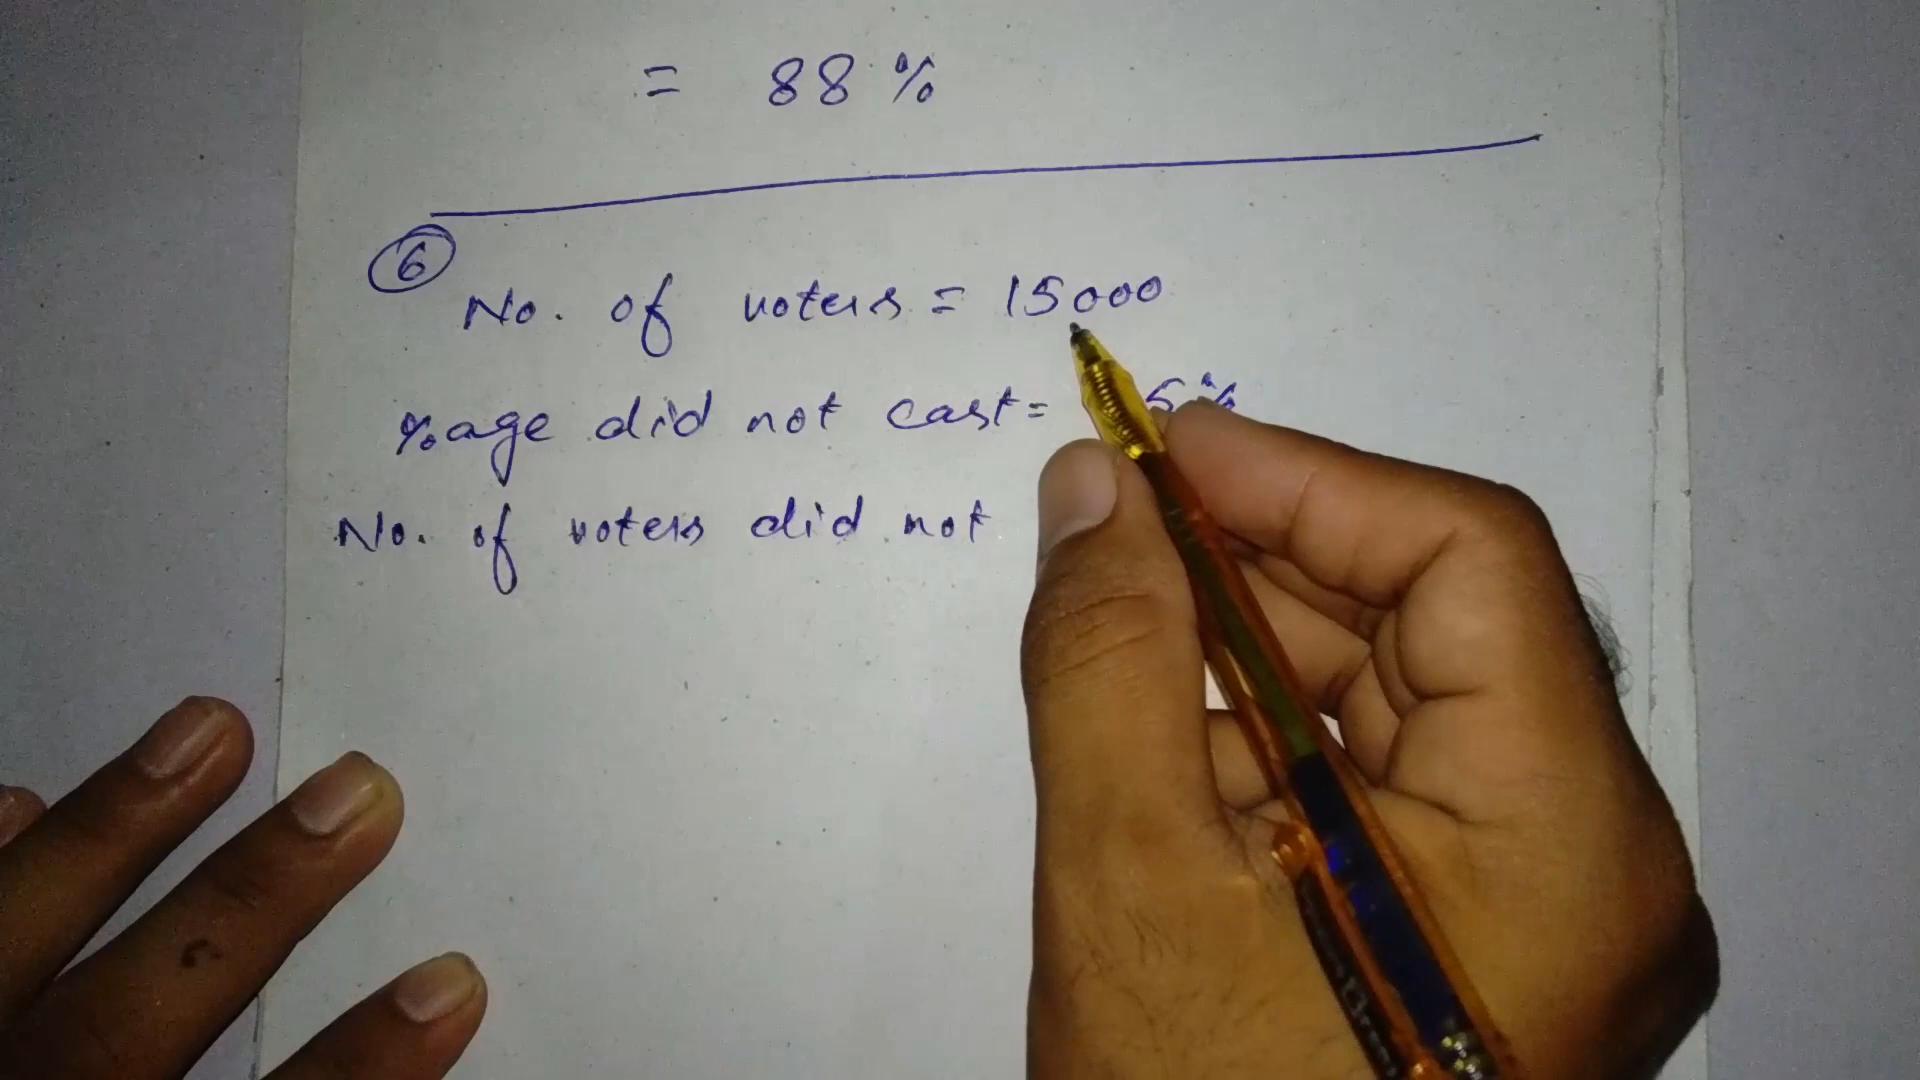 = 88 %
6
No. of voters = 15000
%age did not cast =
No. of voters did not